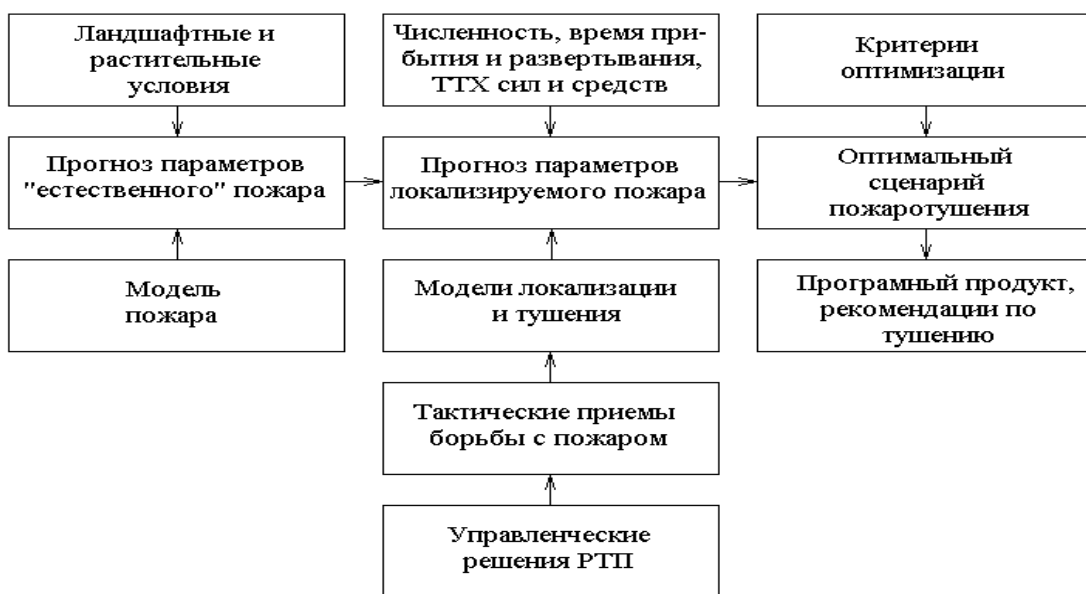 Ландшафтные и
растительные
условия
Численность, время при-
бытия и развертывания,
ТТХ сил и средств
Критерии
оптимизации
Прогноз параметров
"естественного" пожара
Прогноз параметров
локализируемого пожара
Оптимальный
сценарий
пожаротушения
Модель
пожара
Модели локализации
и тушения
Програмный продукт,
рекомендации по
тушению
Тактические приемы
борьбы с пожаром
Управленческие
решения РТП